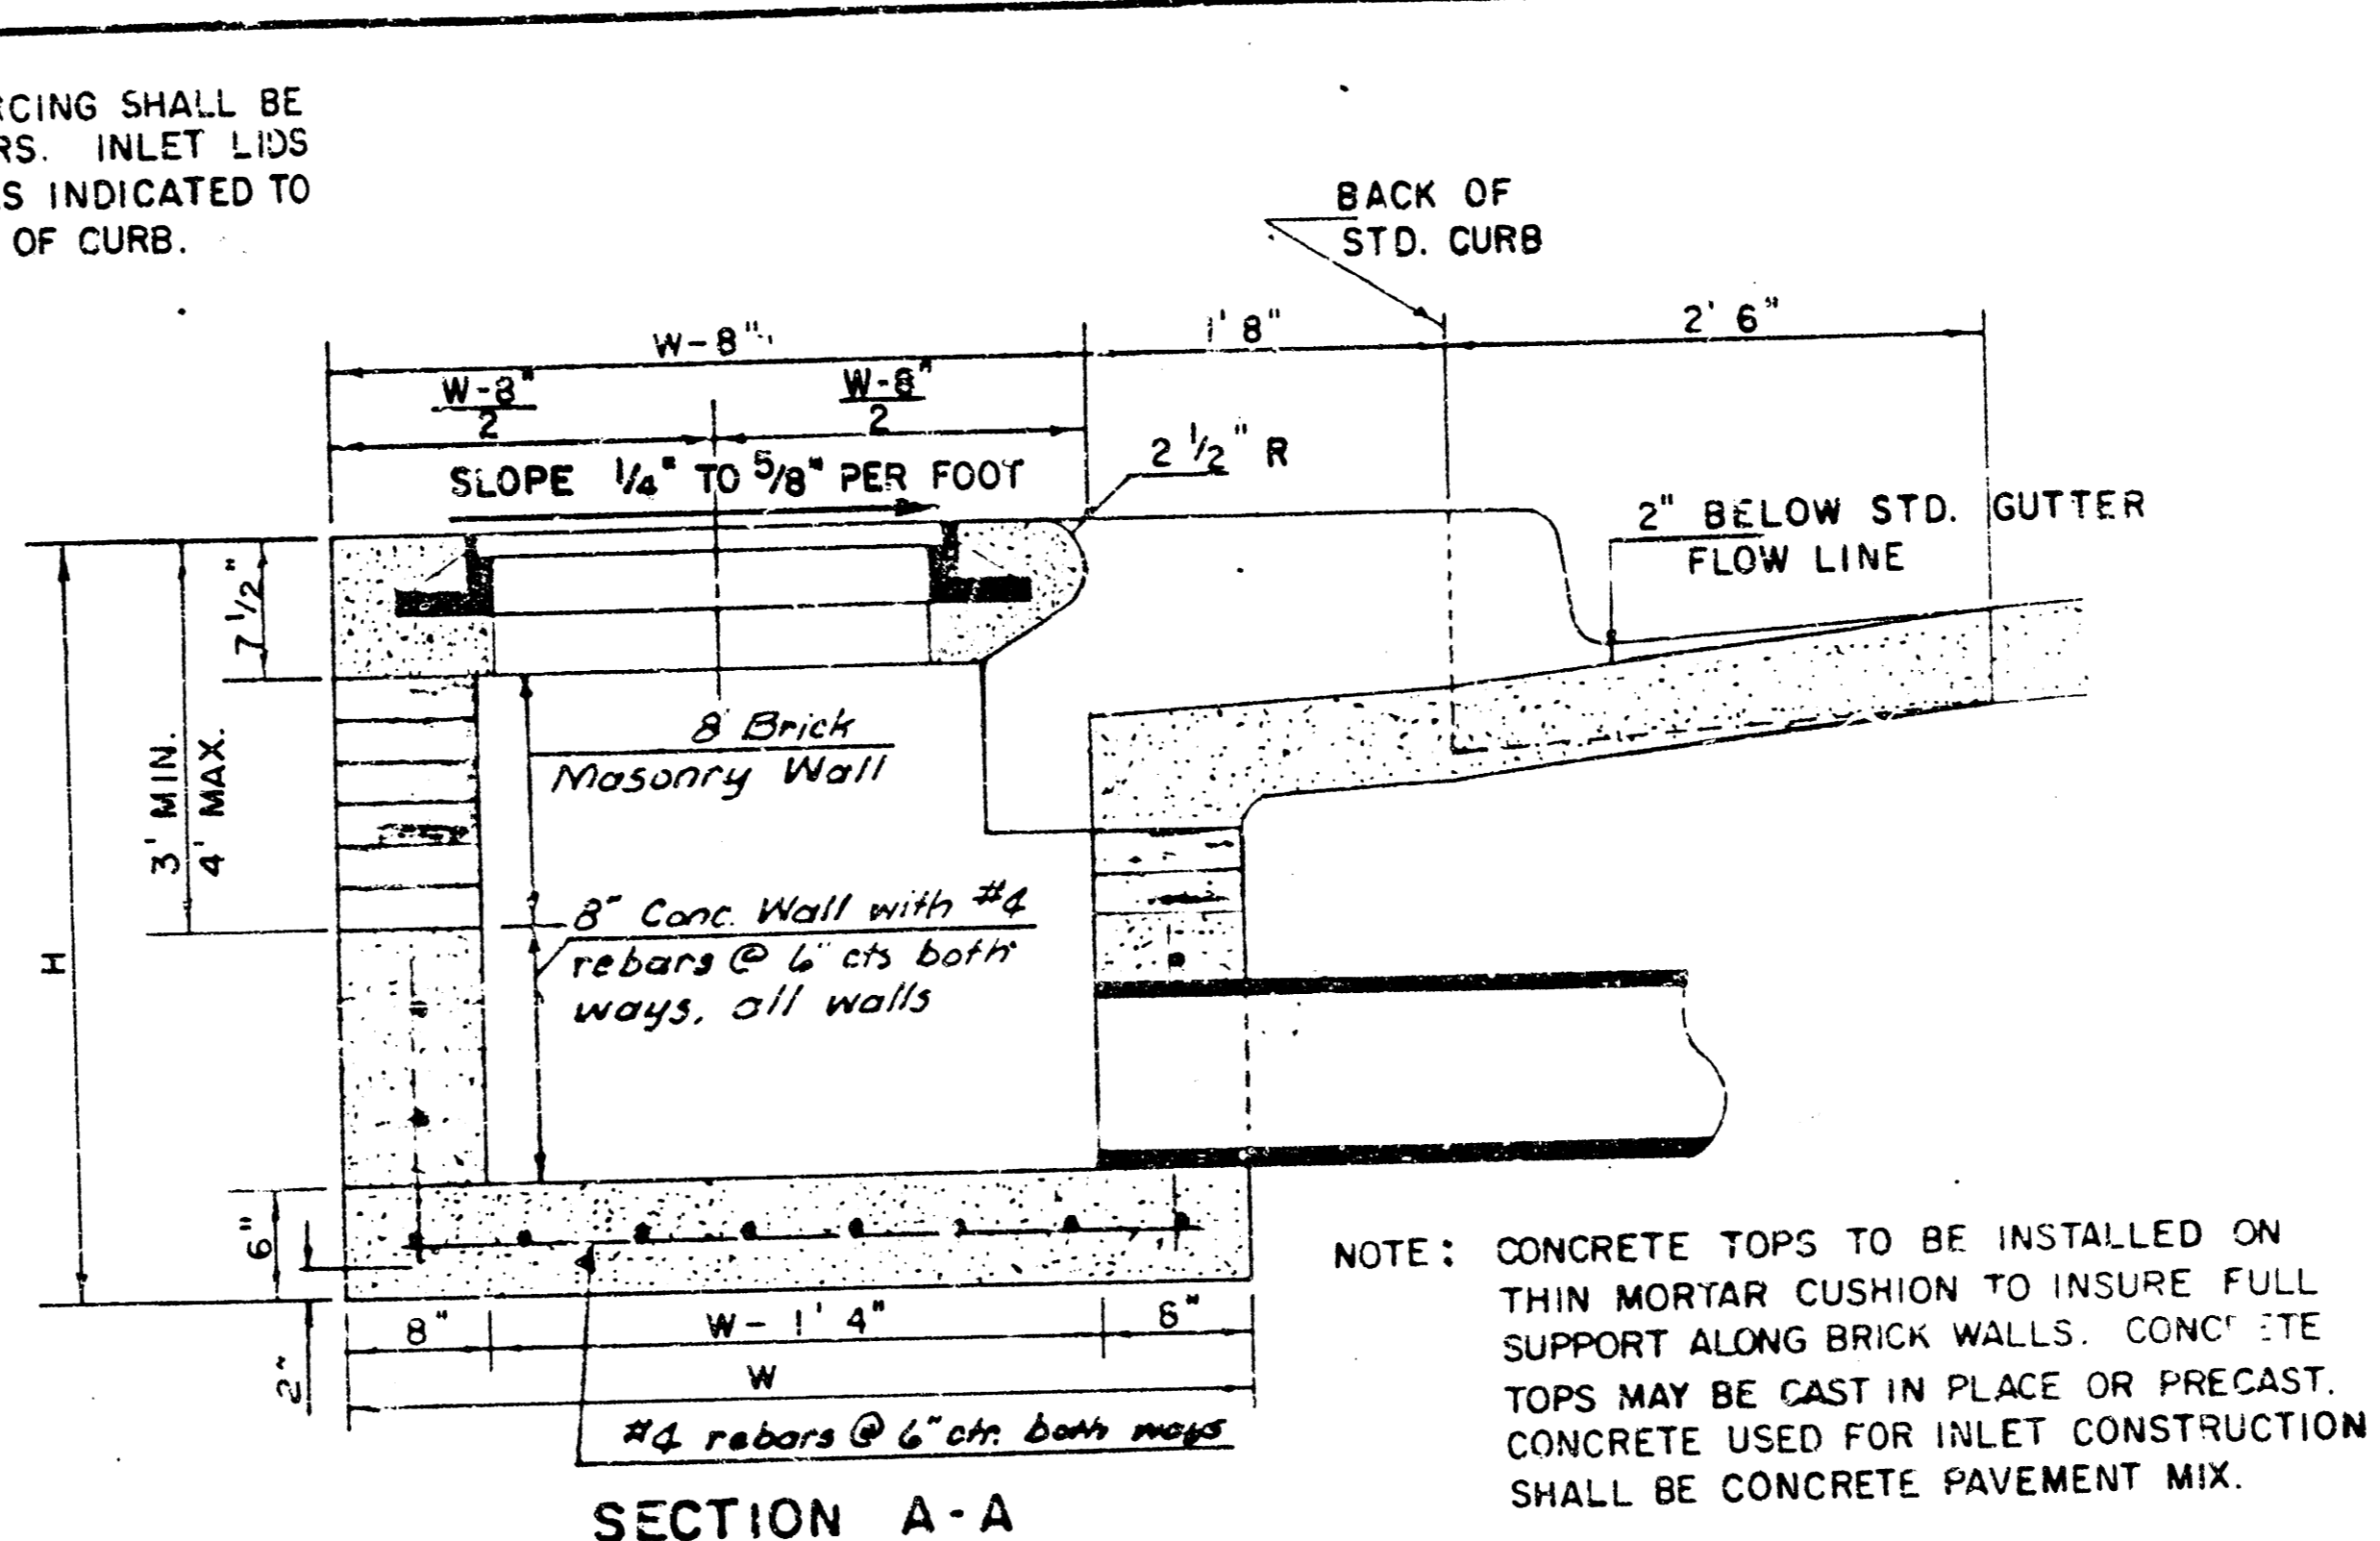 RCING SHALL BE
RS. INLET LIDS
S INDICATED TO
OF CURB.
BACK OF
STD. CURB
W-8"
1' 8"
2' 6"
W-8"
2
W-8"
2
2 1/2" R
SLOPE 1/4" TO 5/8" PER FOOT
2" BELOW STD. GUTTER
FLOW LINE
7 1/2"
3' MIN.
4' MAX.
H
8 Brick
Masonry Wall
8" Conc. Wall with #4
rebars @ 6" cts both
ways, all walls
6"
2"
8"
W- 1' 4"
W
#4 rebars @ 6" ctr. both ways
SECTION A-A
NOTE: CONCRETE TOPS TO BE INSTALLED ON
THIN MORTAR CUSHION TO INSURE FULL
SUPPORT ALONG BRICK WALLS. CONC ETE
TOPS MAY BE CAST IN PLACE OR PRECAST.
CONCRETE USED FOR INLET CONSTRUCTION
SHALL BE CONCRETE PAVEMENT MIX.